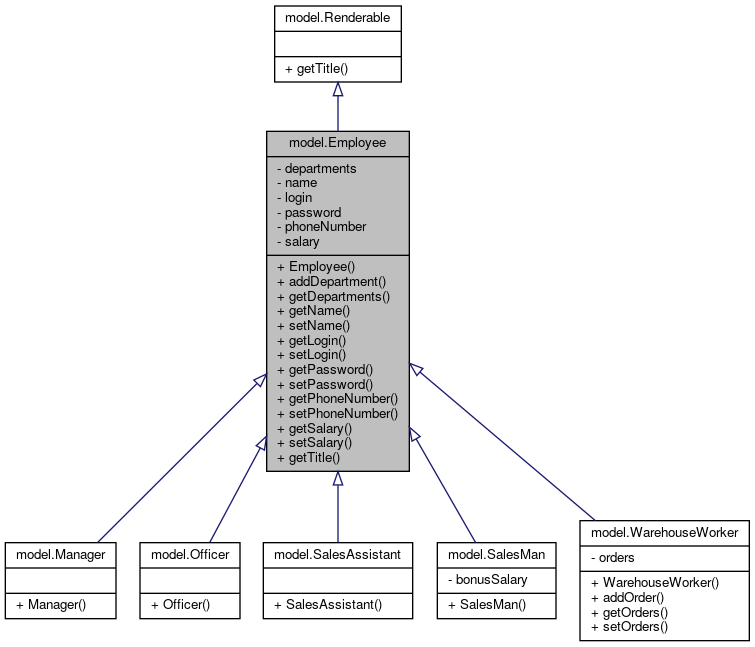 model.Renderable
+ getTitle()
model.Employee
- departments
- name
- login
- password
- phoneNumber
- salary
+ Employee()
+ addDepartment()
+ getDepartments()
+ getName()
+ setName()
+ getLogin()
+ setLogin()
+ getPassword()
+ setPassword()
+ getPhoneNumber()
+ setPhoneNumber()
+ getSalary()
+ setSalary()
+ getTitle()
model.Manager
+ Manager()
model.Officer
+ Officer()
model.SalesAssistant
+ SalesAssistant()
model.SalesMan
- bonusSalary
+ SalesMan()
model.WarehouseWorker
- orders
+ WarehouseWorker()
+ addOrder()
+ getOrders()
+ setOrders()